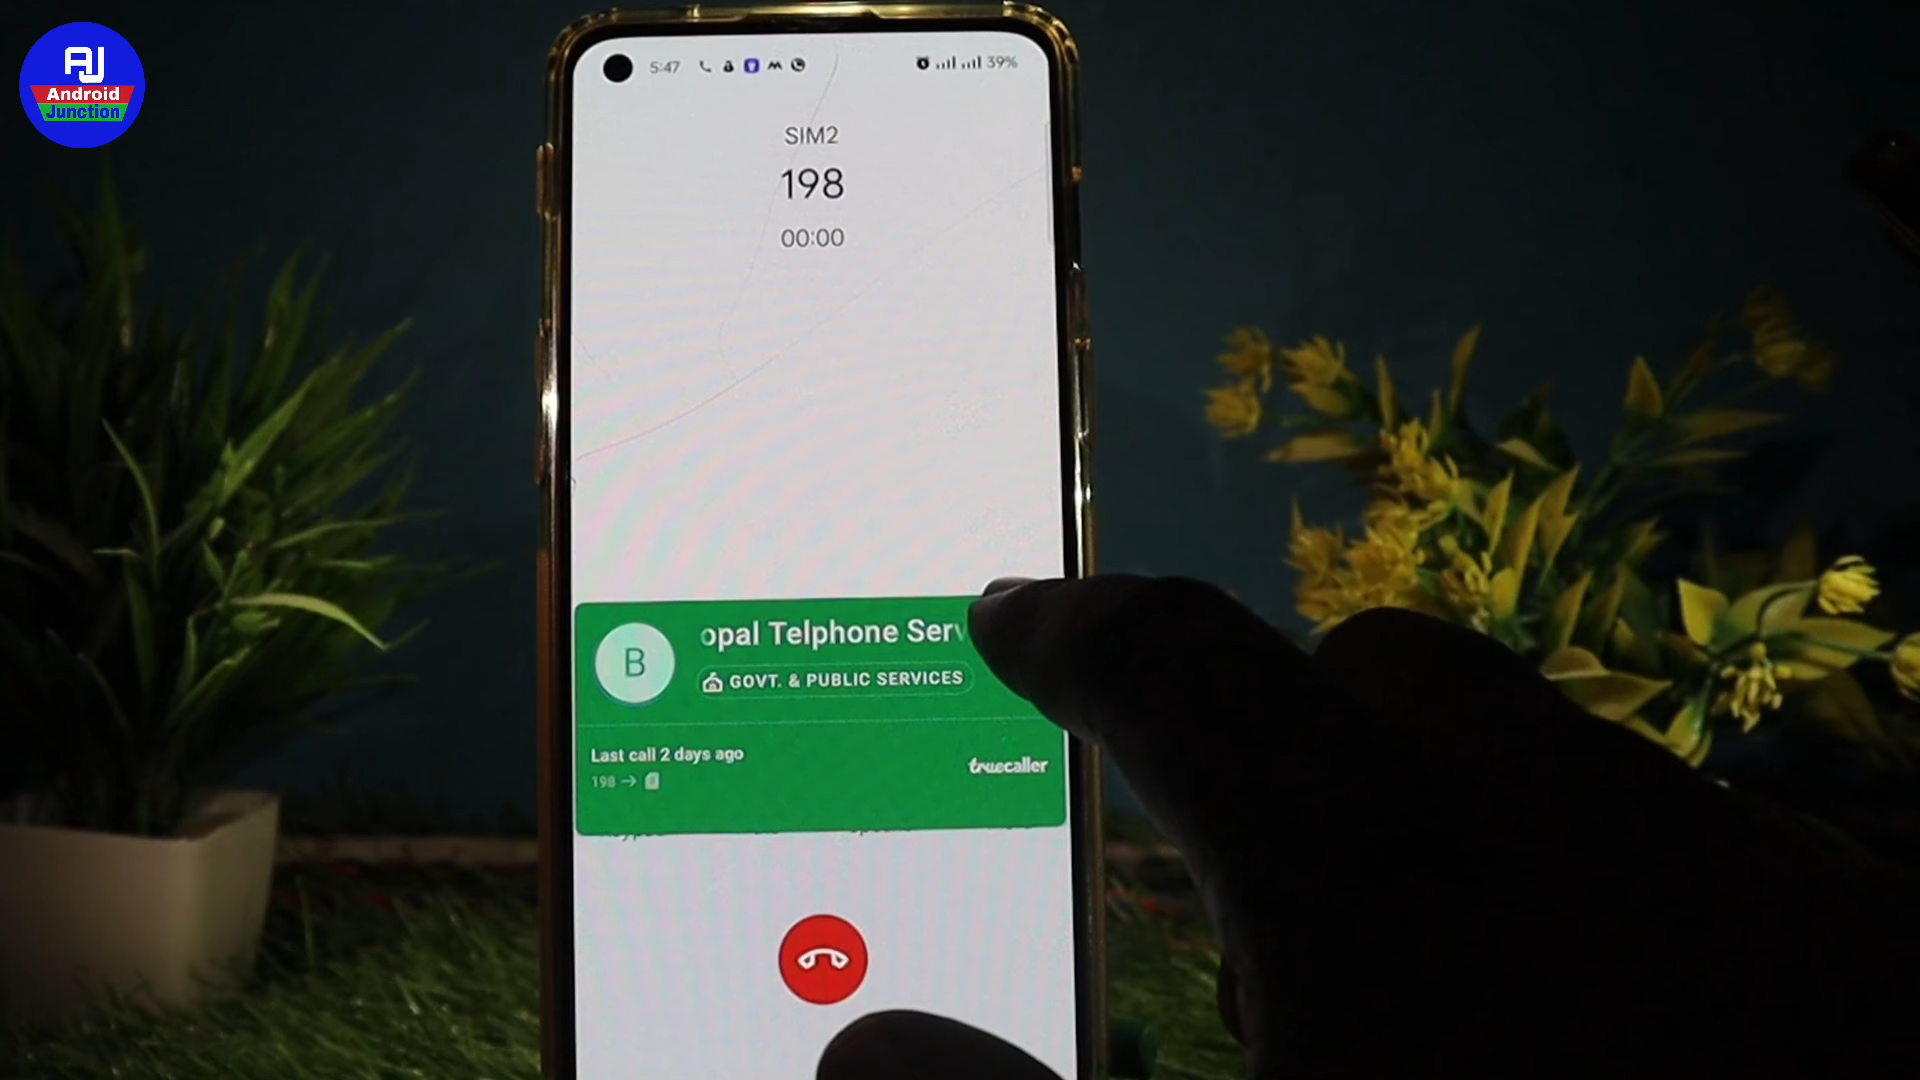 AJ
Android
Junction
5:47
39%
SIM2
198
00:00
B
opal Telphone Serv
GOVT. & PUBLIC SERVICES
Last call 2 days ago
truecaller
198 →